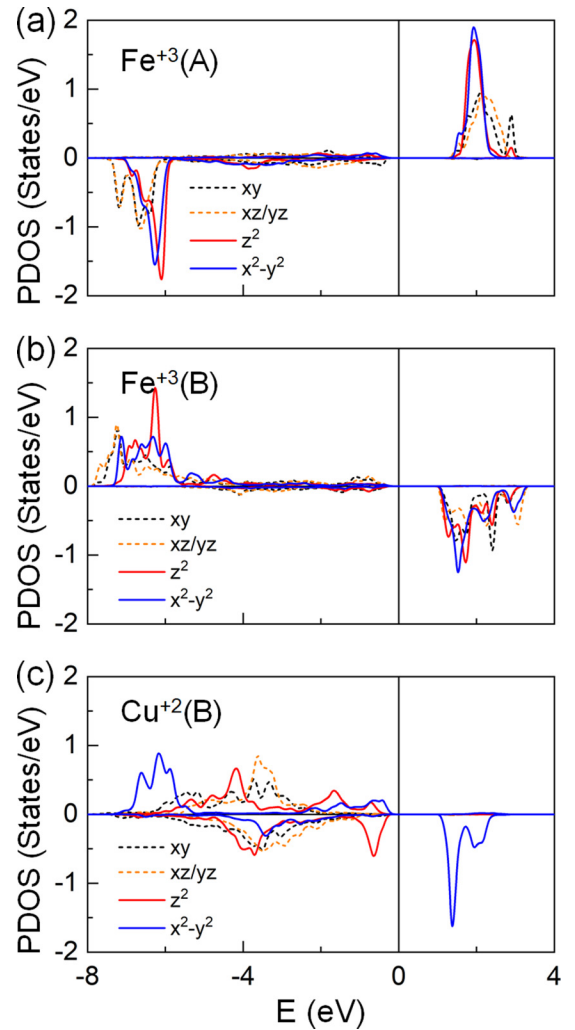 (a)
2
Fe+3(A)
1
0
-1
-2
PDOS (States/eV)
xy
xz/yz
z2
x2-y2
(b)
2
Fe+3(B)
1
0
-1
-2
PDOS (States/eV)
xy
xz/yz
z2
x2-y2
(c)
2
Cu+2(B)
1
0
-1
-2
PDOS (States/eV)
xy
xz/yz
z2
x2-y2
-8 -4 0 4
E (eV)